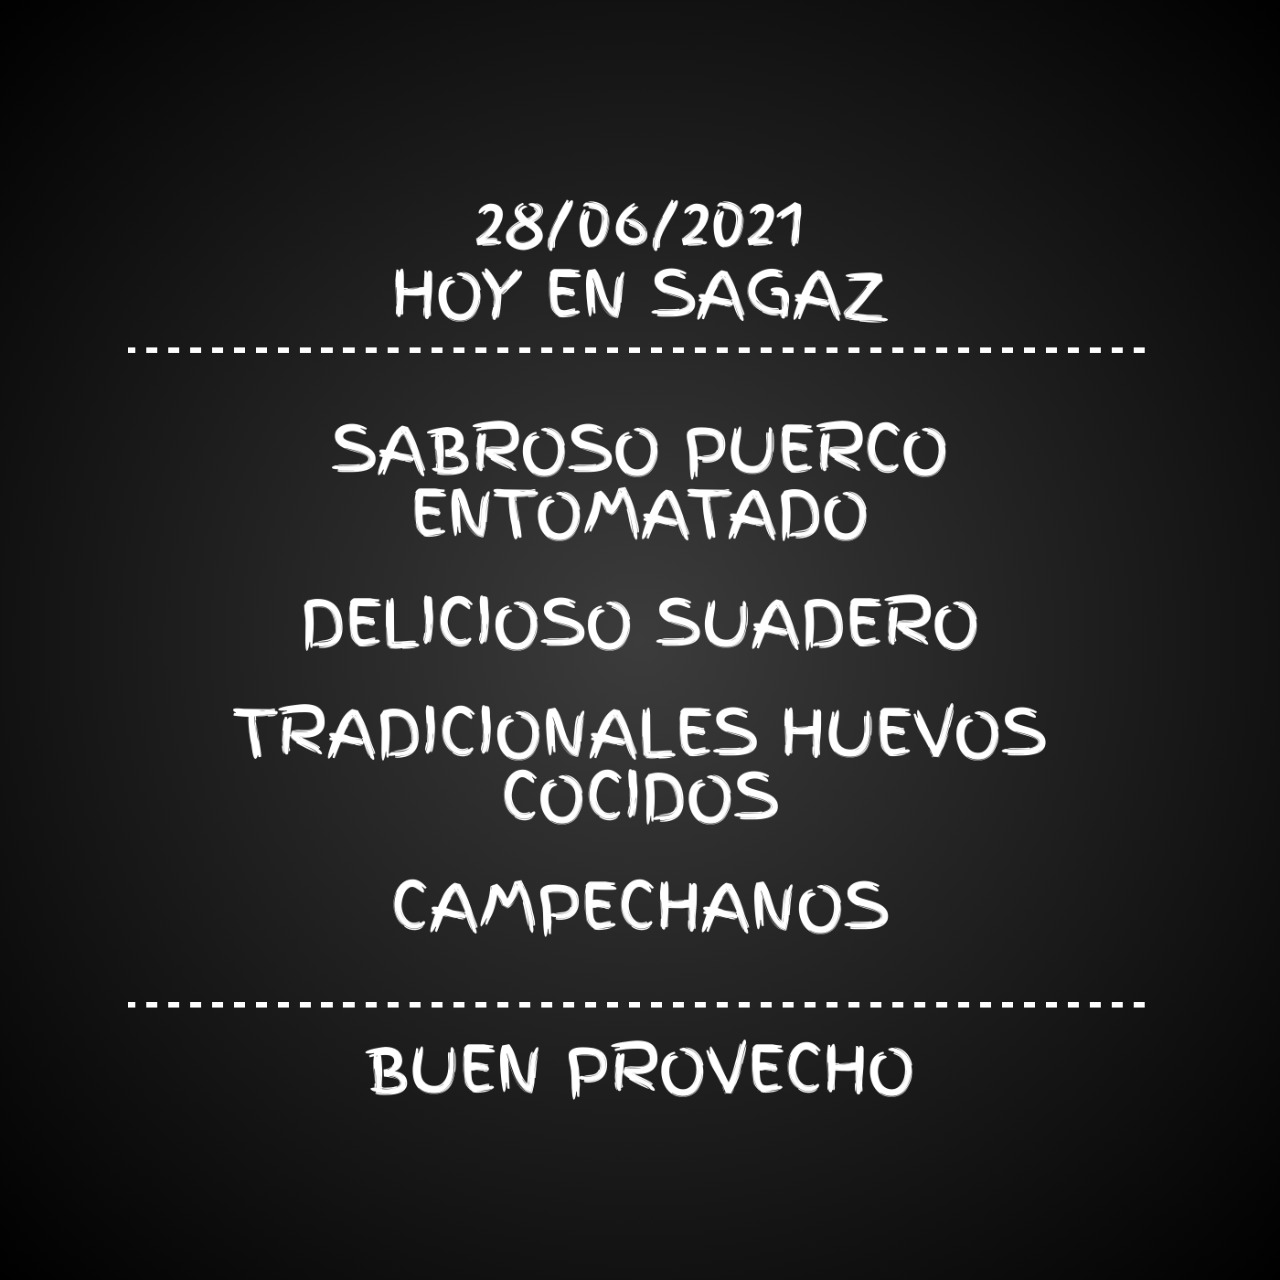 28/06/2021
HOY EN SAGAZ
SABROSO PUERCO
ENTOMATADO
DELICIOSO SUADERO
TRADICIONALES HUEVOS
COCIDOS
CAMPECHANOS
BUEN PROVECHO